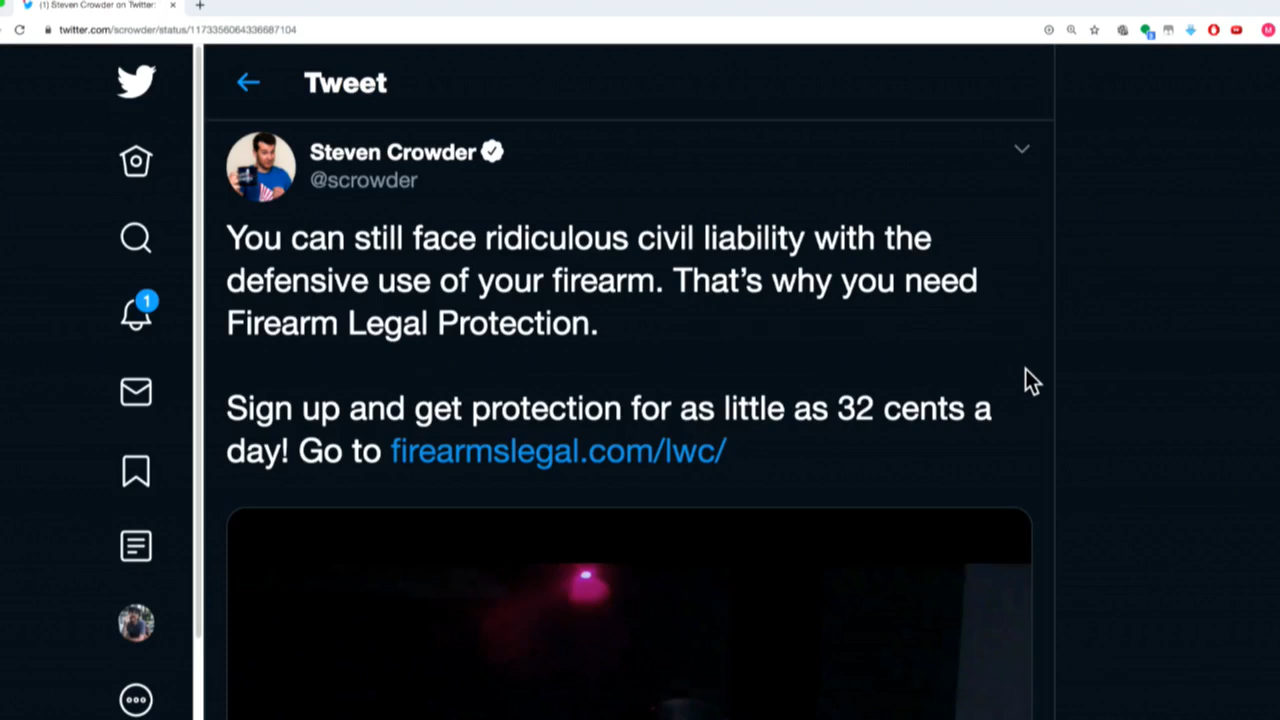 (1) Steven Crowder on Twitter:
twitter.com/scrowder/status/1173356064336687104
Tweet
Steven Crowder
@scrowder
You can still face ridiculous civil liability with the
defensive use of your firearm. That's why you need
Firearm Legal Protection.
Sign up and get protection for as little as 32 cents a
day! Go to firearmslegal.com/lwc/
1
M